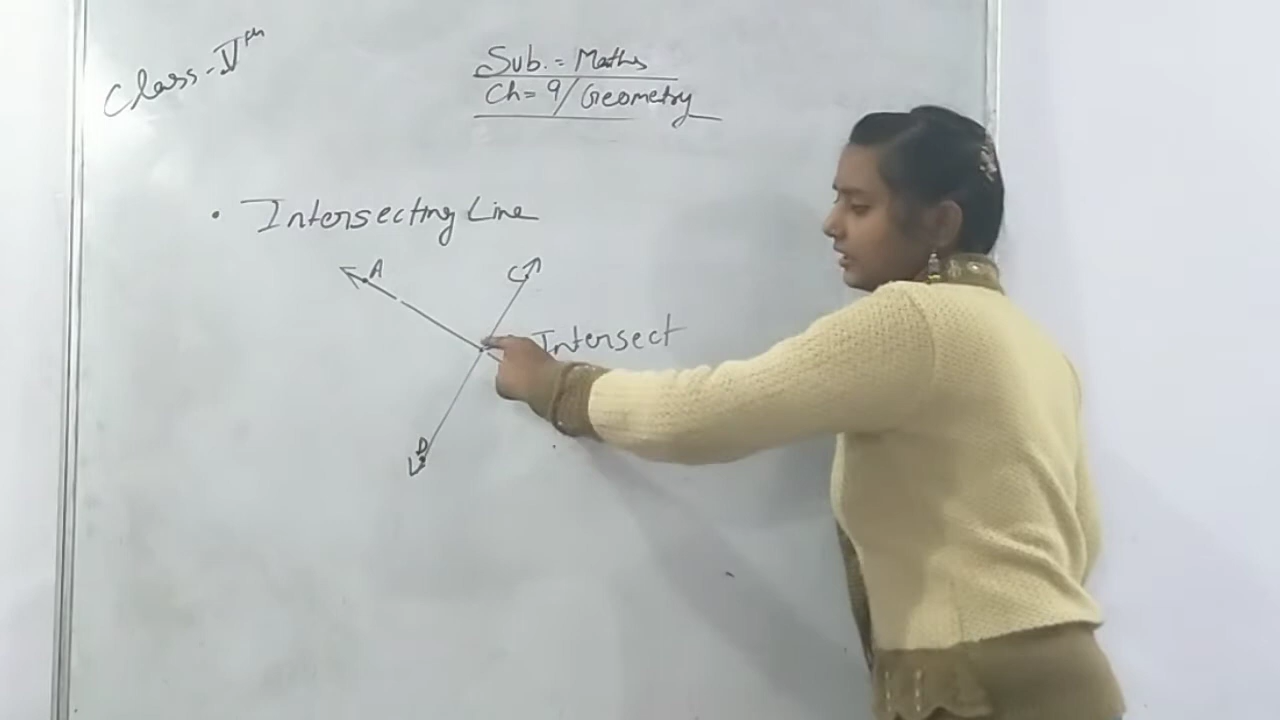 Class - Vth
Sub. = Maths
Ch = 9/Geometry
• Intersecting Line
A
C
Intersect
D